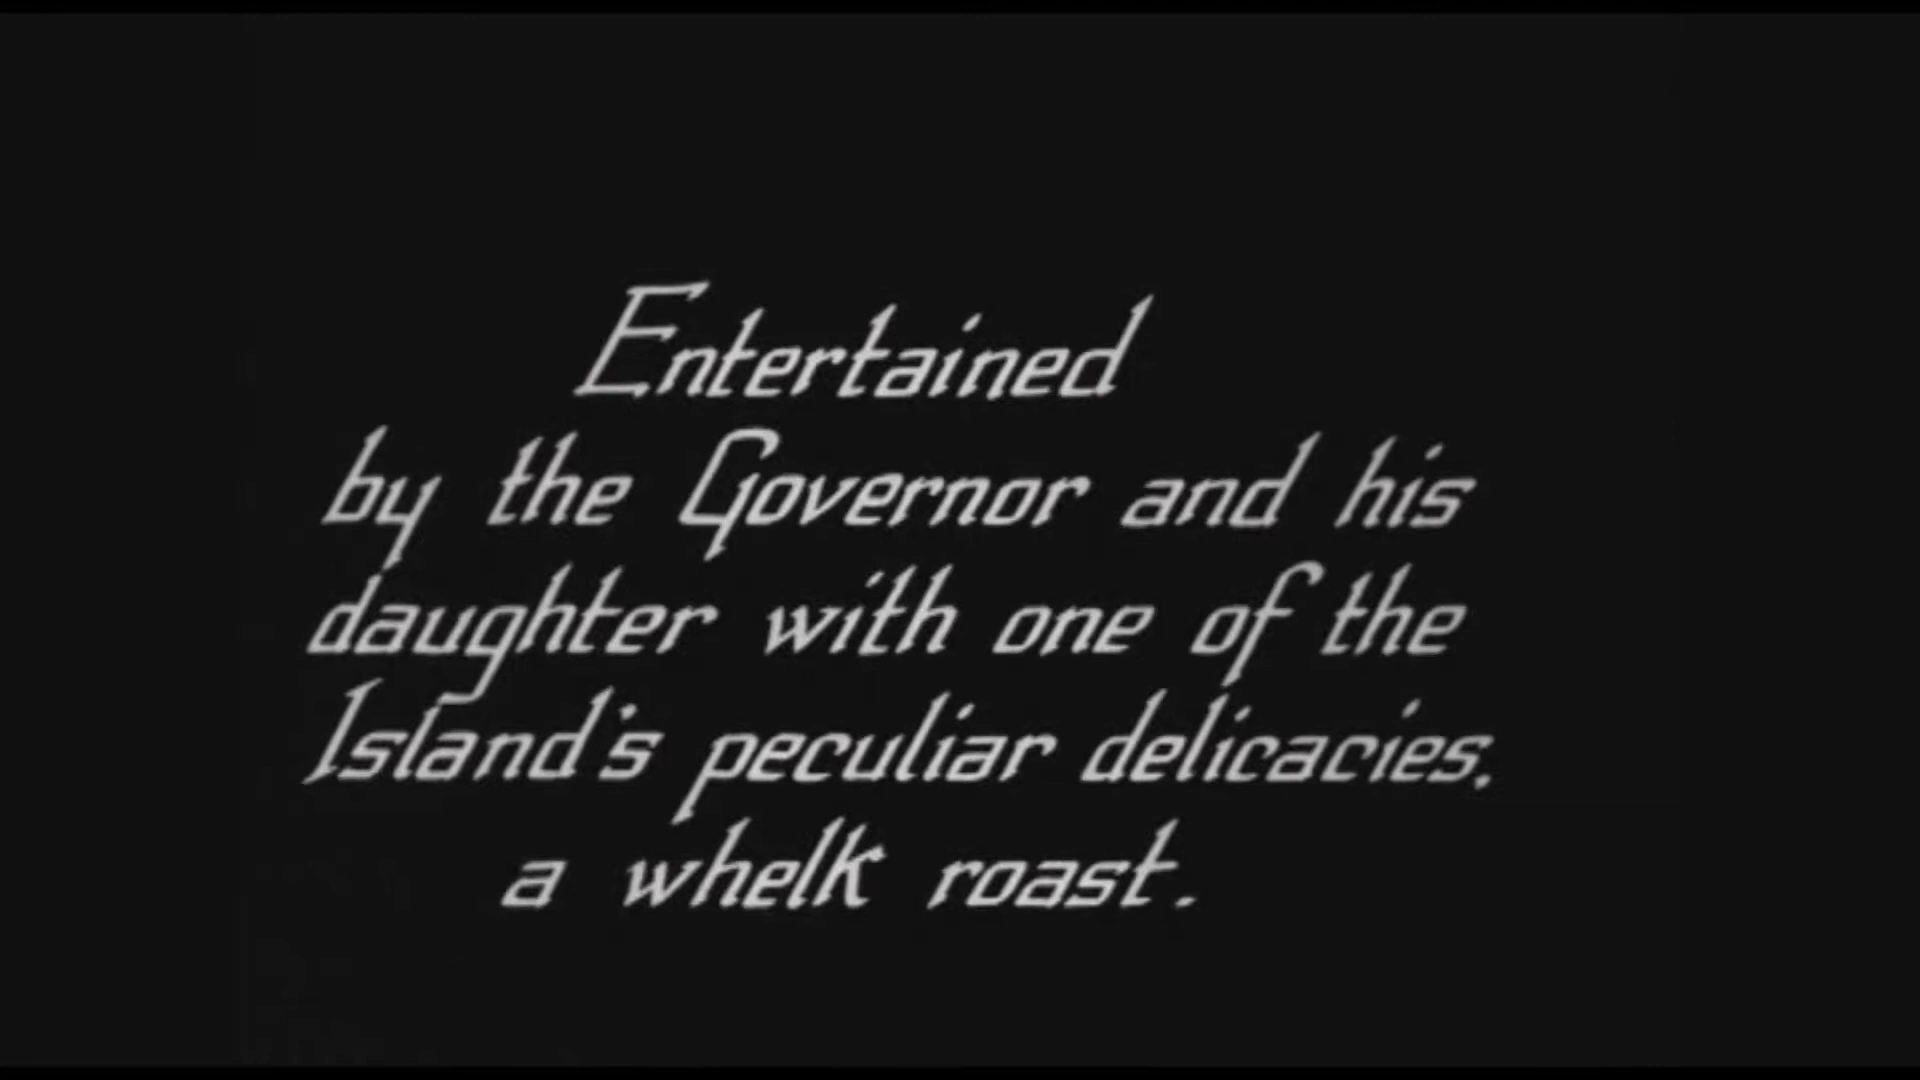 Entertained
by the Governor and his
daughter with one of the
Island's peculiar delicacies,
a whelk roast.